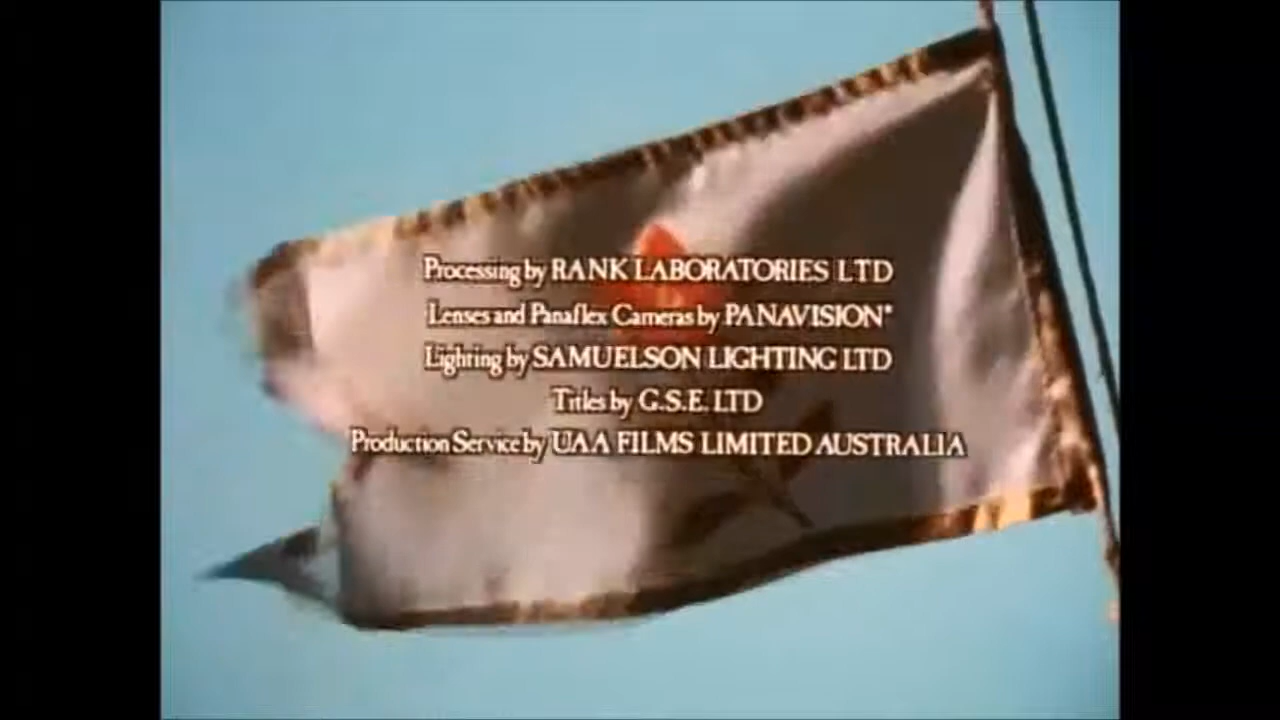 Processing by RANK LABORATORIES LTD
Lenses and Panaflex Cameras by PANAVISION®
Lighting by SAMUELSON LIGHTING LTD
Titles by G.S.E. LTD
Production Service by UAA FILMS LIMITED AUSTRALIA